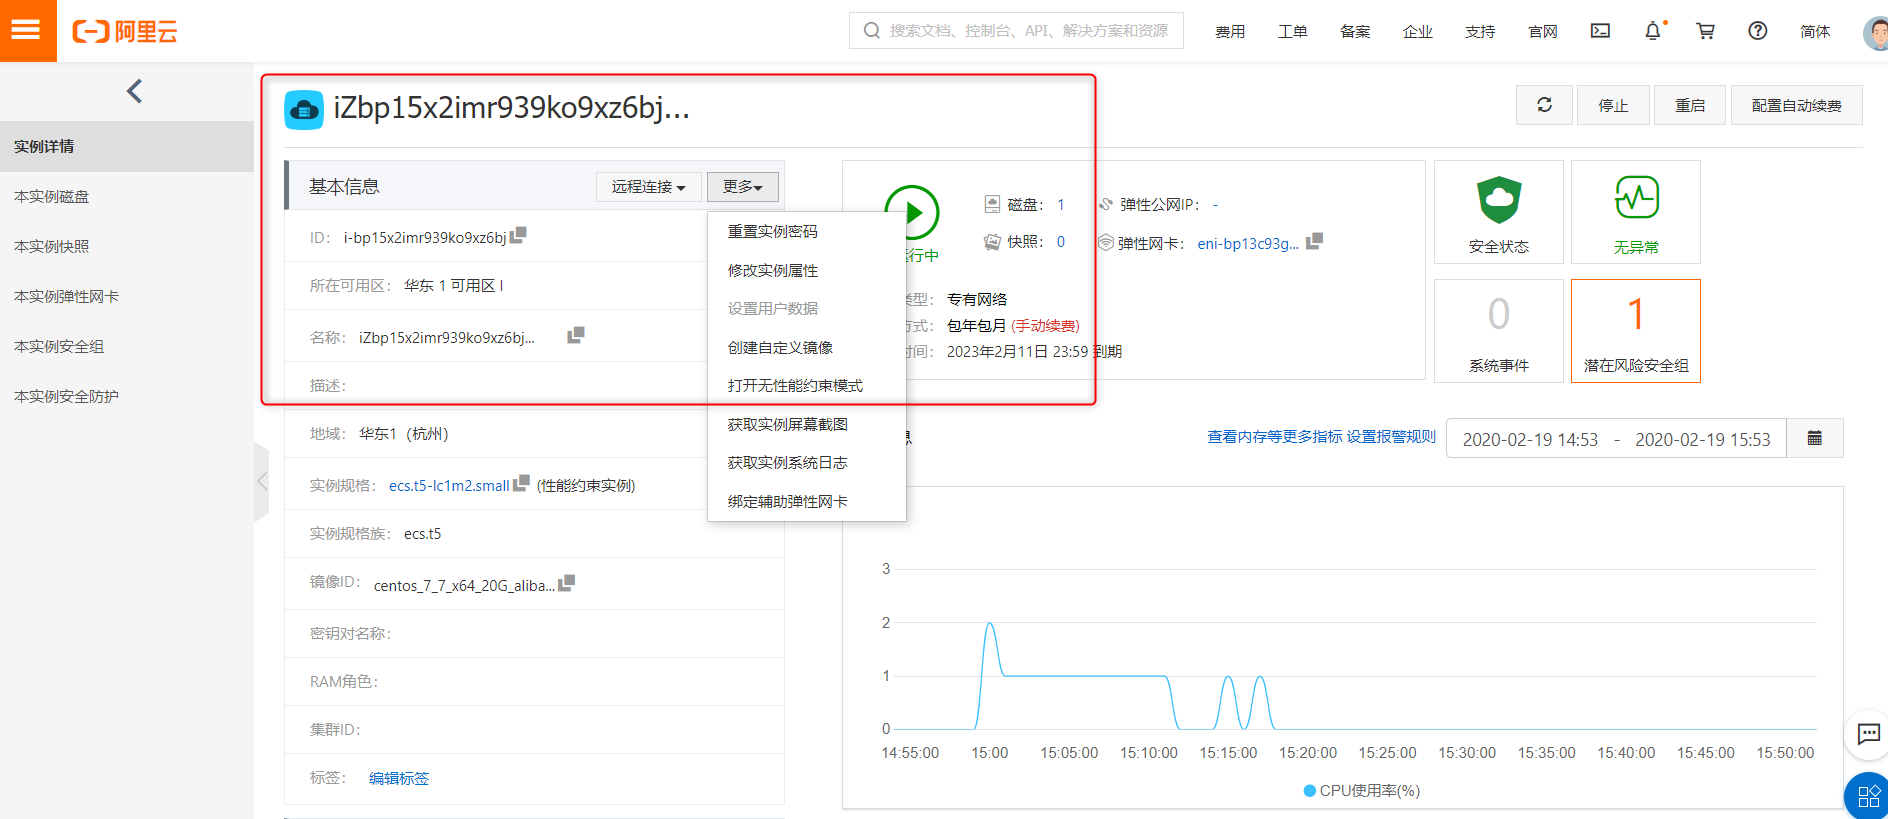 阿里云
搜索文档、控制台、API、解决方案和资源
费用
工单
备案
企业
支持
官网
简体
实例详情
本实例磁盘
本实例快照
本实例弹性网卡
本实例安全组
本实例安全防护
iZbp15x2imr939ko9xz6bj...
停止
重启
配置自动续费
基本信息
远程连接
更多
ID： i-bp15x2imr939ko9xz6bj
所在可用区： 华东 1 可用区 I
名称： iZbp15x2imr939ko9xz6bj...
描述：
地域： 华东1（杭州）
实例规格： ecs.t5-lc1m2.small (性能约束实例)
实例规格族： ecs.t5
镜像ID： centos_7_7_x64_20G_aliba...
密钥对名称：
RAM角色：
集群ID：
标签： 编辑标签
重置实例密码
修改实例属性
设置用户数据
创建自定义镜像
打开无性能约束模式
获取实例屏幕截图
获取实例系统日志
绑定辅助弹性网卡
行中
磁盘： 1
弹性公网IP： -
快照： 0
弹性网卡： eni-bp13c93g...
类型： 专有网络
方式： 包年包月 (手动续费)
时间： 2023年2月11日 23:59 到期
安全状态
无异常
0
系统事件
1
潜在风险安全组
息
查看内存等更多指标 设置报警规则
2020-02-19 14:53 - 2020-02-19 15:53
3
2
1
0
14:55:00 15:00 15:05:00 15:10:00 15:15:00 15:20:00 15:25:00 15:30:00 15:35:00 15:40:00 15:45:00 15:50:00
CPU使用率(%)